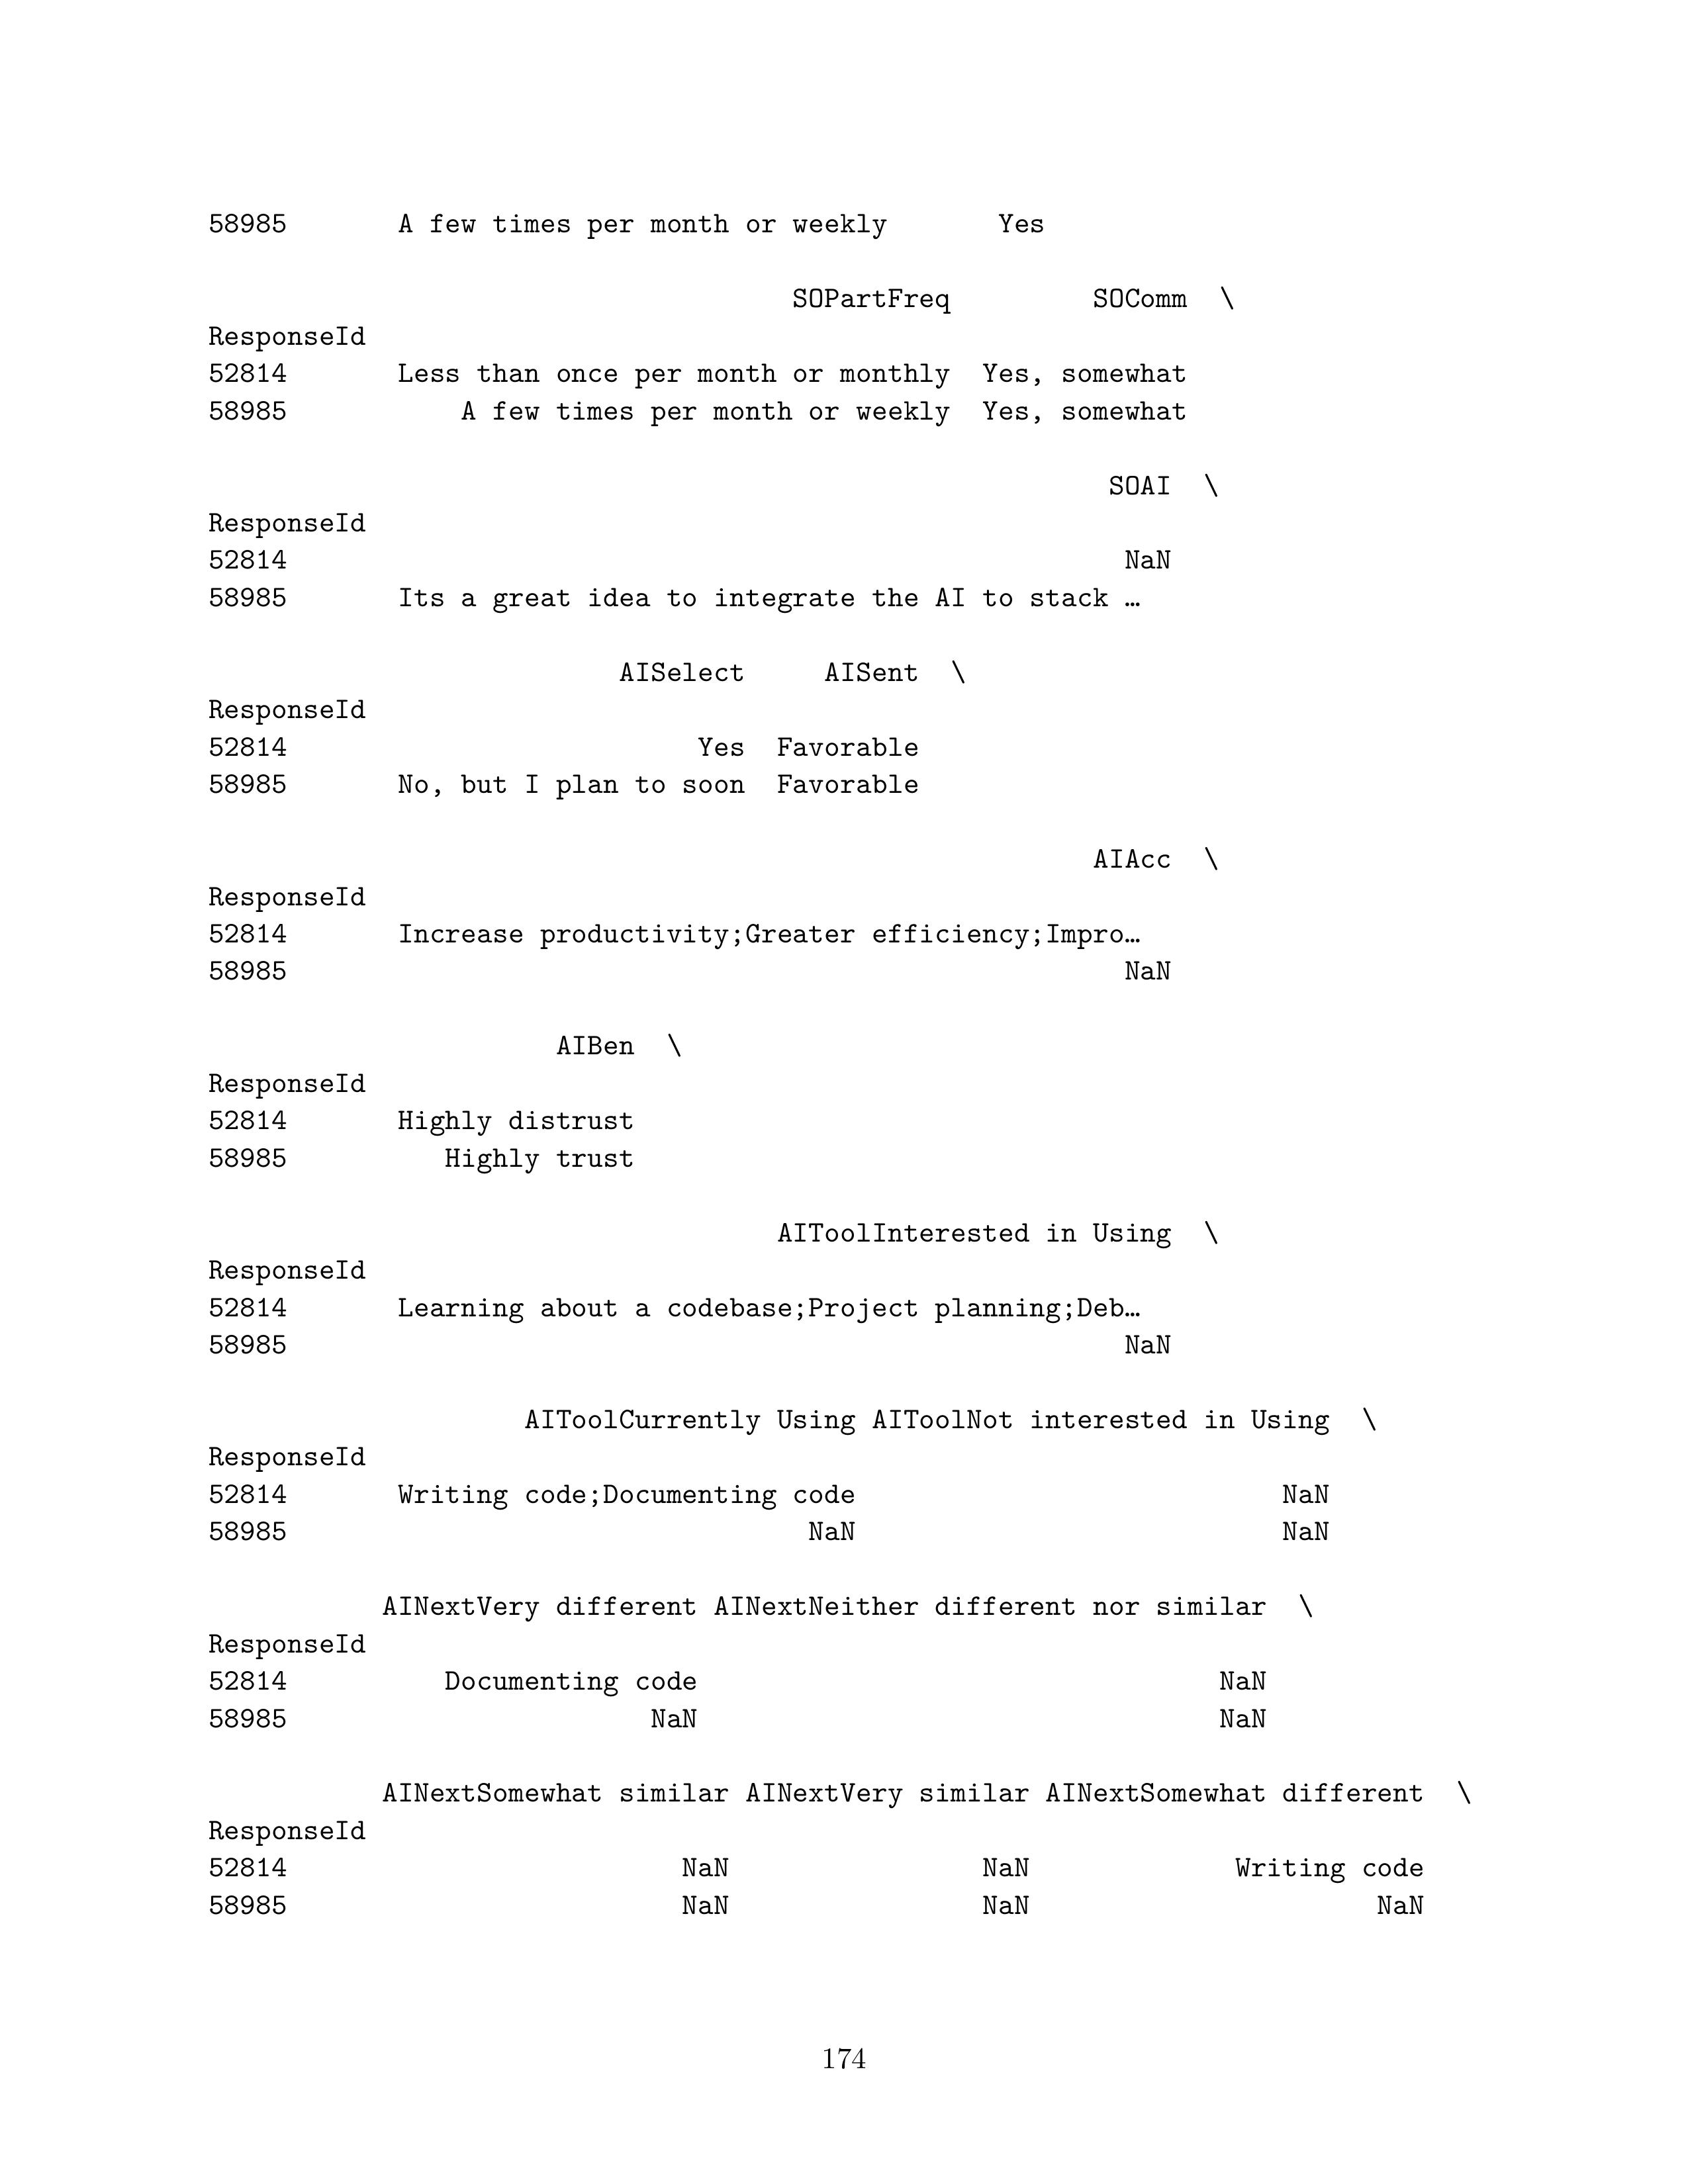 58985       A few times per month or weekly       Yes
                                     SOPartFreq         SOComm  \
ResponseId
52814       Less than once per month or monthly  Yes, somewhat
58985           A few times per month or weekly  Yes, somewhat
                                                         SOAI  \
ResponseId
52814                                                     NaN
58985       Its a great idea to integrate the AI to stack …
                          AISelect     AISent  \
ResponseId
52814                          Yes  Favorable
58985       No, but I plan to soon  Favorable
                                                        AIAcc  \
ResponseId
52814       Increase productivity;Greater efficiency;Impro…
58985                                                     NaN
                      AIBen  \
ResponseId
52814       Highly distrust
58985          Highly trust
                                    AIToolInterested in Using  \
ResponseId
52814       Learning about a codebase;Project planning;Deb…
58985                                                     NaN
                    AIToolCurrently Using AIToolNot interested in Using  \
ResponseId
52814       Writing code;Documenting code                           NaN
58985                                 NaN                           NaN
           AINextVery different AINextNeither different nor similar  \
ResponseId
52814          Documenting code                                 NaN
58985                       NaN                                 NaN
           AINextSomewhat similar AINextVery similar AINextSomewhat different  \
ResponseId
52814                         NaN                NaN             Writing code
58985                         NaN                NaN                      NaN
174